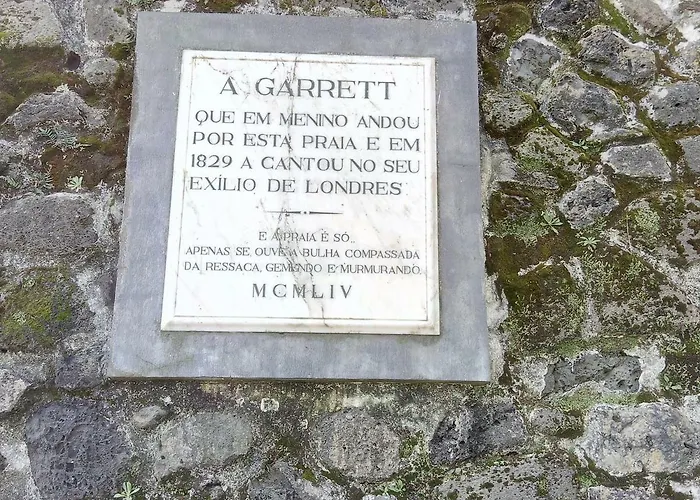 A GARRETT
QUE EM MENINO ANDOU
POR ESTA PRAIA E EM
1829 A CANTOU NO SEU
EXÍLIO DE LONDRES
E A PRAIA É SÓ..
APENAS SE OUVE A BULHA COMPASSADA
DA RESSACA, GEMENDO E MURMURANDO.
MCMLIV